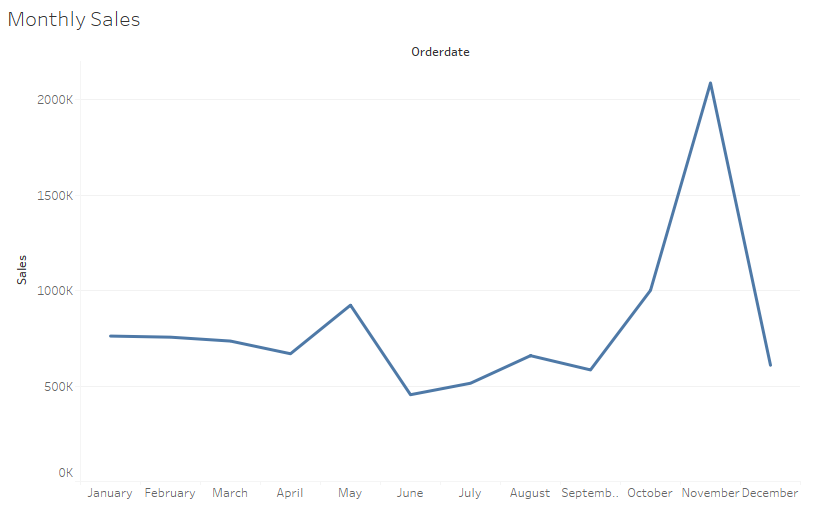 Monthly Sales
Orderdate
2000K
1500K
1000K
500K
0K
Sales
January February March April May June July August Septemb.. October November December